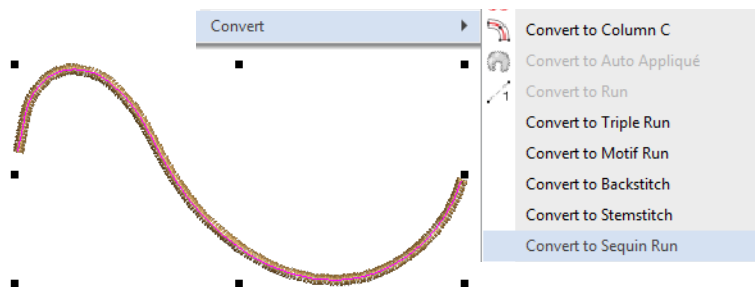 Convert
Convert to Column C
Convert to Auto Appliqué
Convert to Run
1
Convert to Triple Run
Convert to Motif Run
Convert to Backstitch
Convert to Stemstitch
Convert to Sequin Run